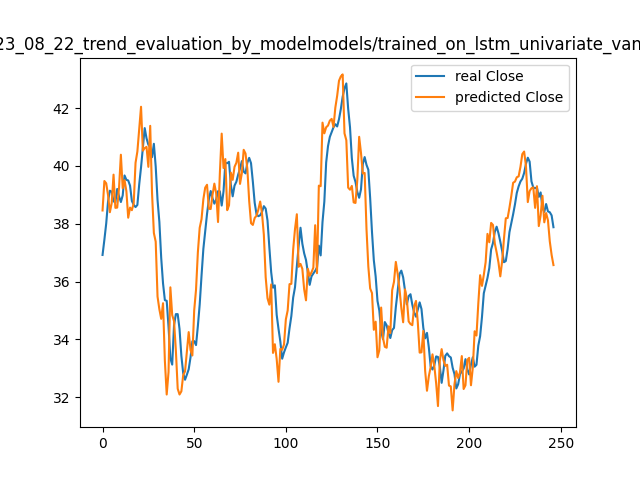 23_08_22_trend_evaluation_by_modelmodels/trained_on_lstm_univariate_van
real Close
predicted Close
42
40
38
36
34
32
0 50 100 150 200 250